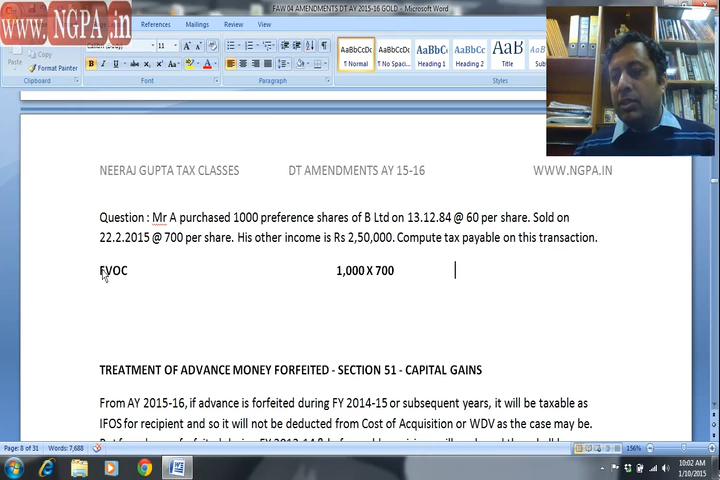 FAW 04 AMENDMENTS DT AY 2015-16 GOLD - Microsoft Word
www.NGPA.in
References Mailings Review View
Copy
Paste
Format Painter
Clipboard
11
Font
Paragraph
AaBbCcDc AaBbCcDc AaBbC AaBbCc AaB AaBbCc
¶ Normal ¶ No Spaci... Heading 1 Heading 2 Title Sub
Styles
NEERAJ GUPTA TAX CLASSES DT AMENDMENTS AY 15-16 WWW.NGPA.IN
Question : Mr A purchased 1000 preference shares of B Ltd on 13.12.84 @ 60 per share. Sold on
22.2.2015 @ 700 per share. His other income is Rs 2,50,000. Compute tax payable on this transaction.
FVOC 1,000 X 700
TREATMENT OF ADVANCE MONEY FORFEITED - SECTION 51 - CAPITAL GAINS
From AY 2015-16, if advance is forfeited during FY 2014-15 or subsequent years, it will be taxable as
IFOS for recipient and so it will not be deducted from Cost of Acquisition or WDV as the case may be.
Page: 8 of 31 Words: 7,688 156%
10:02 AM
1/10/2015